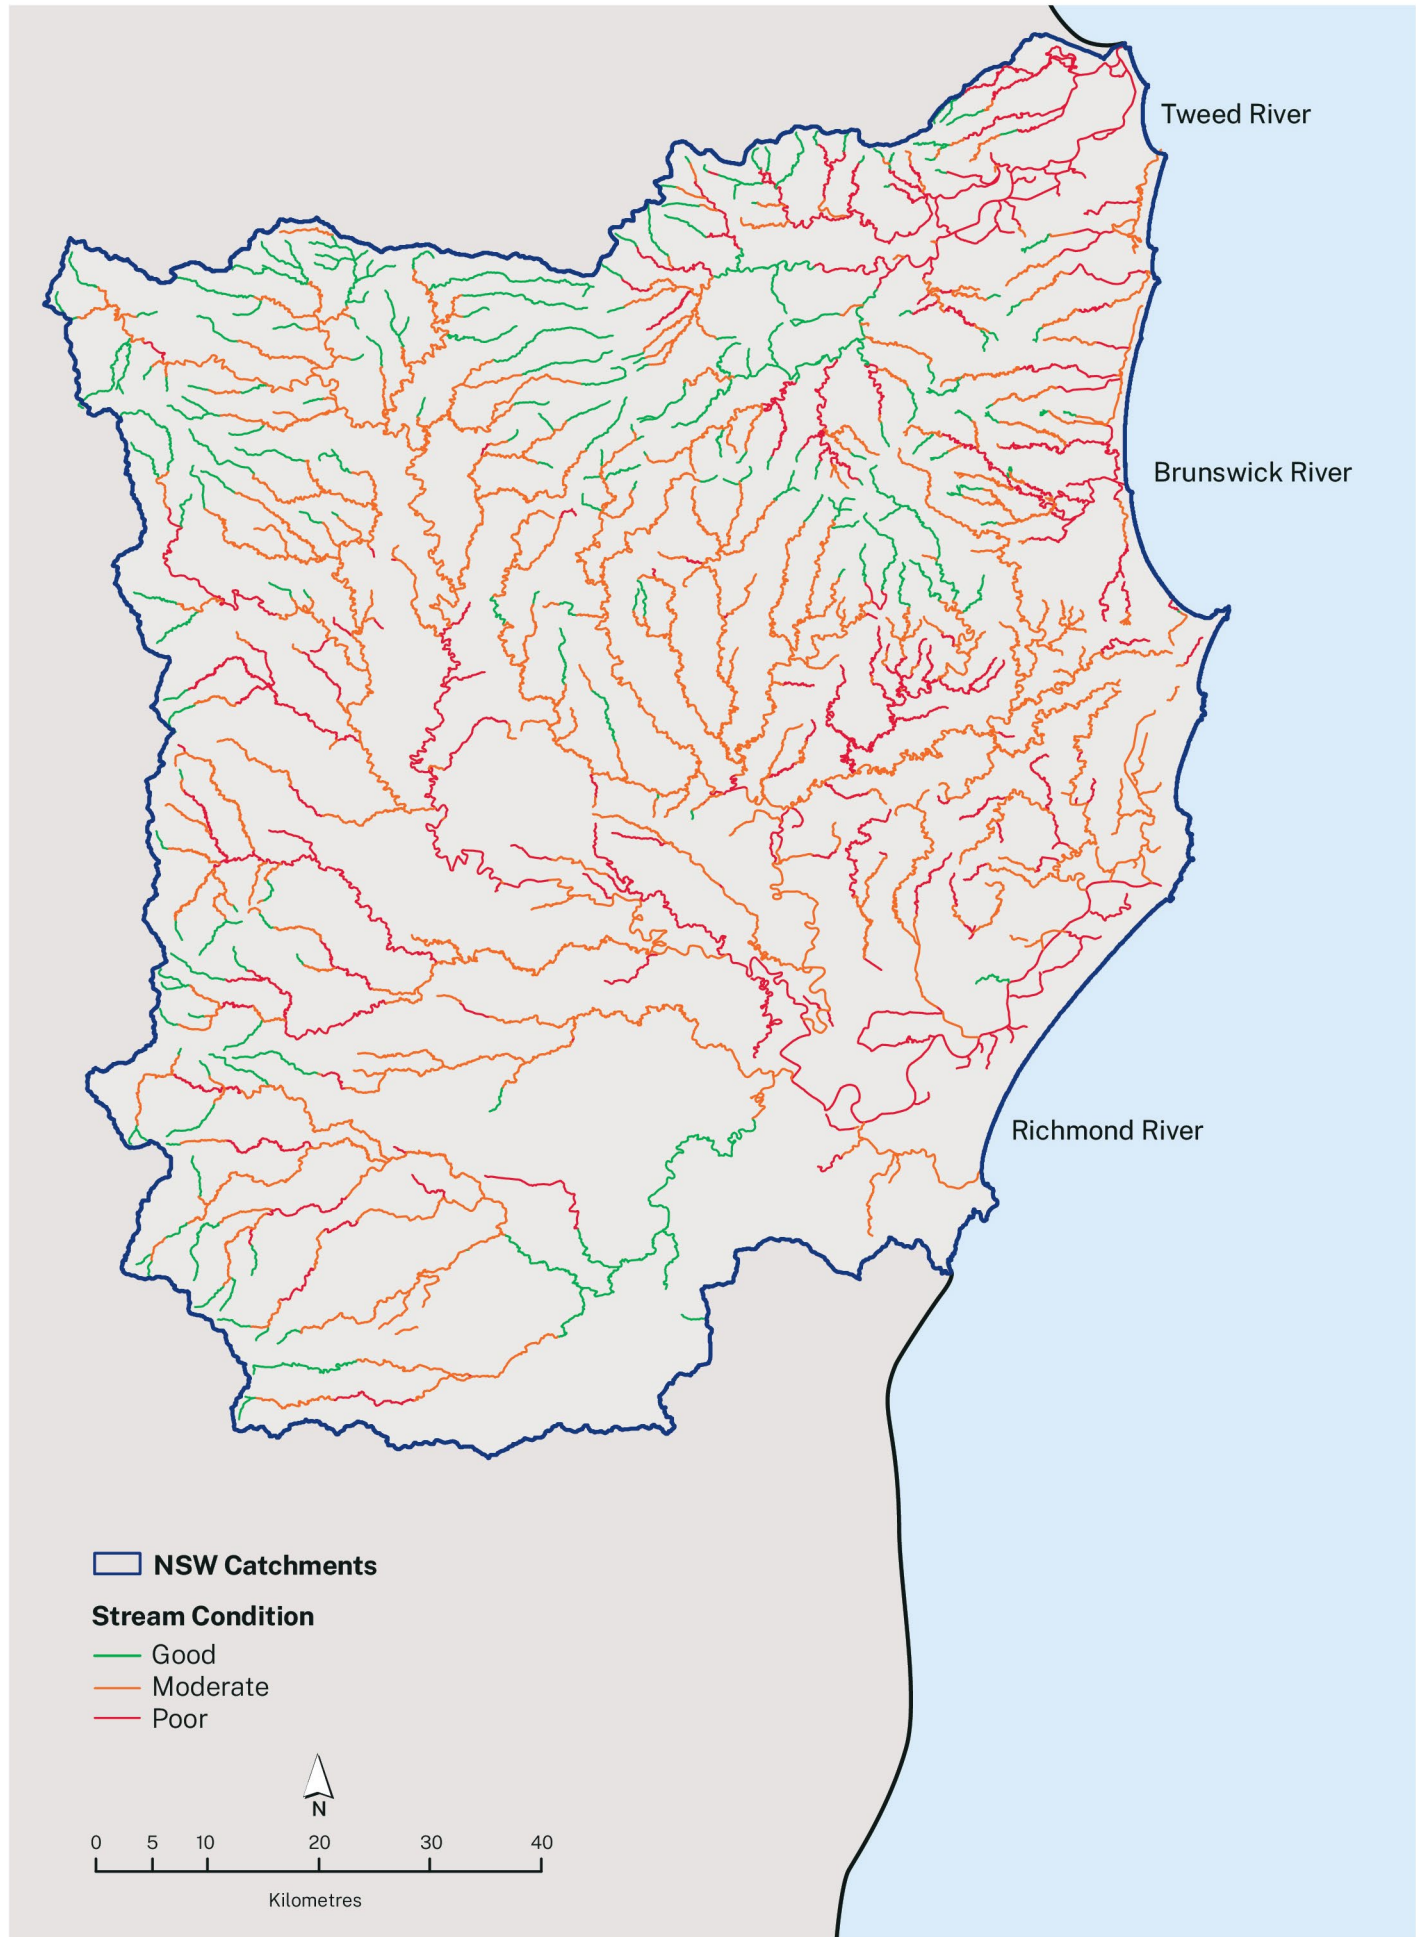 Tweed River
Brunswick River
Richmond River
NSW Catchments
Stream Condition
Good
Moderate
Poor
N
0 5 10 20 30 40
Kilometres